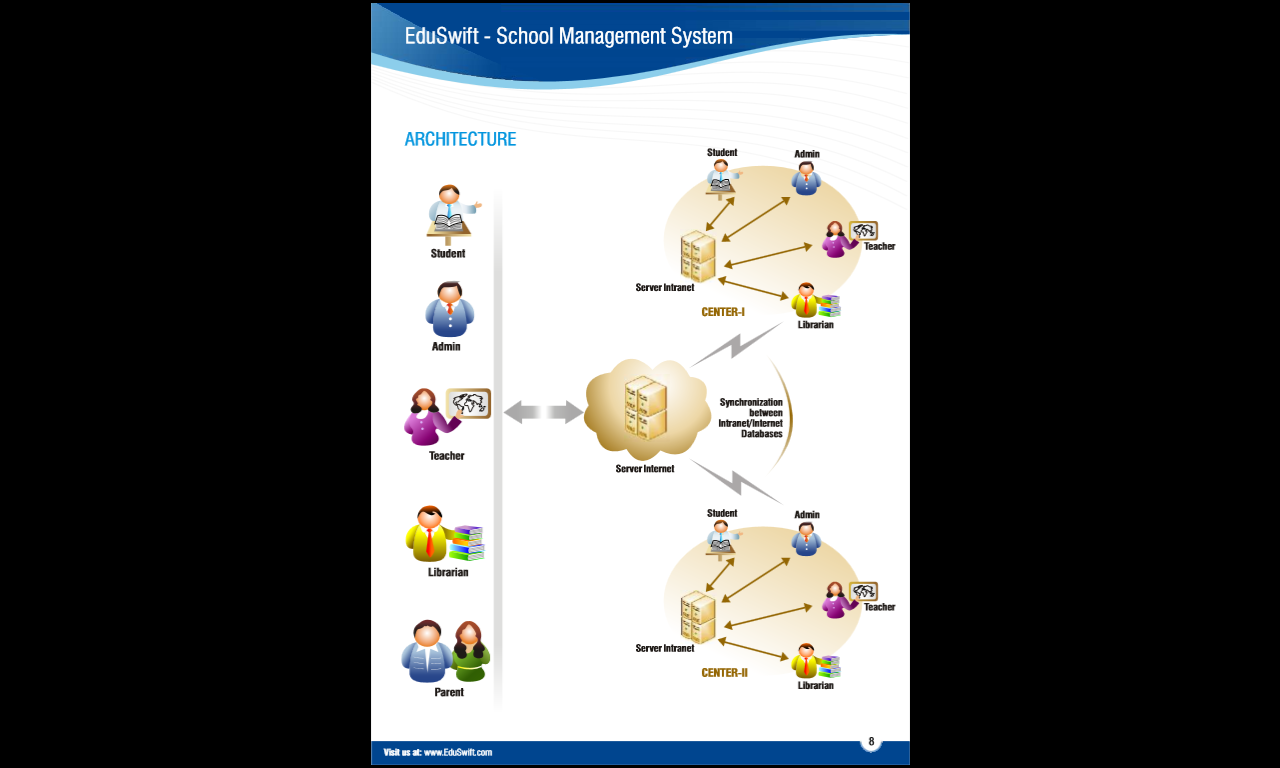 EduSwift - School Management System
ARCHITECTURE
Student
Admin
Teacher
Librarian
Parent
Student
Admin
Teacher
Server Intranet
CENTER-I
Librarian
Synchronization
between
Intranet/Internet
Databases
Server Internet
Student
Admin
Teacher
Server Intranet
CENTER-II
Librarian
Visit us at: www.EduSwift.com
8